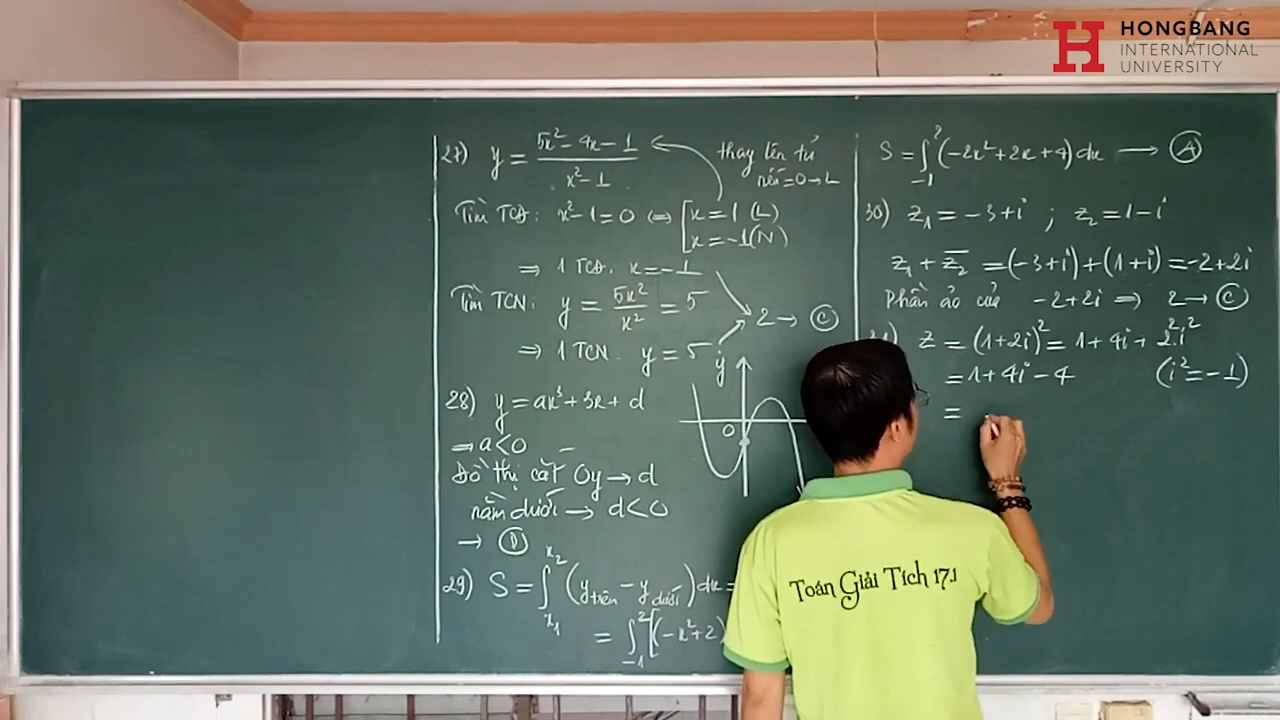 HONGBANG
INTERNATIONAL
UNIVERSITY
27) y = (5x² - 4x - 1)/(x² - 1)
thay lên tử
nếu = 0 → L
Tìm TCĐ: x² - 1 = 0 ⇔ [x = 1 (L)
x = -1 (N)
⇒ 1 TCĐ. x = -1
Tìm TCN: y = 5x²/x² = 5
2 → (C)
⇒ 1 TCN. y = 5
28) y = ax³ + 3x + d
y
O
⇒ a < 0
Đồ thị cắt Oy → d
nằm dưới → d < 0
→ (D)
29) S = ∫_{x₁}^{x₂} (y_trên - y_dưới) dx =
= ∫_{-1}^{2} [(-x² + 2)
S = ∫_{-1}^{2} (-2x² + 2x + 4) dx → (A)
30) z₁ = -3 + i ; z₂ = 1 - i
z₁ + z̅₂ = (-3 + i) + (1 + i) = -2 + 2i
Phần ảo của -2 + 2i ⇒ 2 → (C)
z = (1 + 2i)² = 1 + 4i + 2².i²
= 1 + 4i - 4 (i² = -1)
=
Toán Giải Tích 17.1